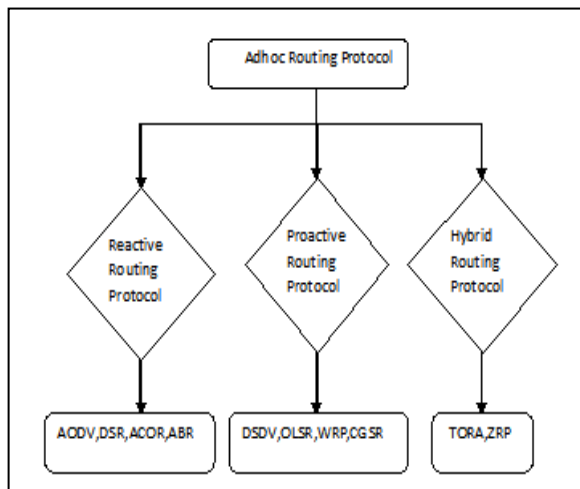 Adhoc Routing Protocol
Reactive
Routing
Protocol
Proactive
Routing
Protocol
Hybrid
Routing
Protocol
AODV,DSR,ACOR,ABR
DSDV,OLSR,WRP,CGSR
TORA,ZRP